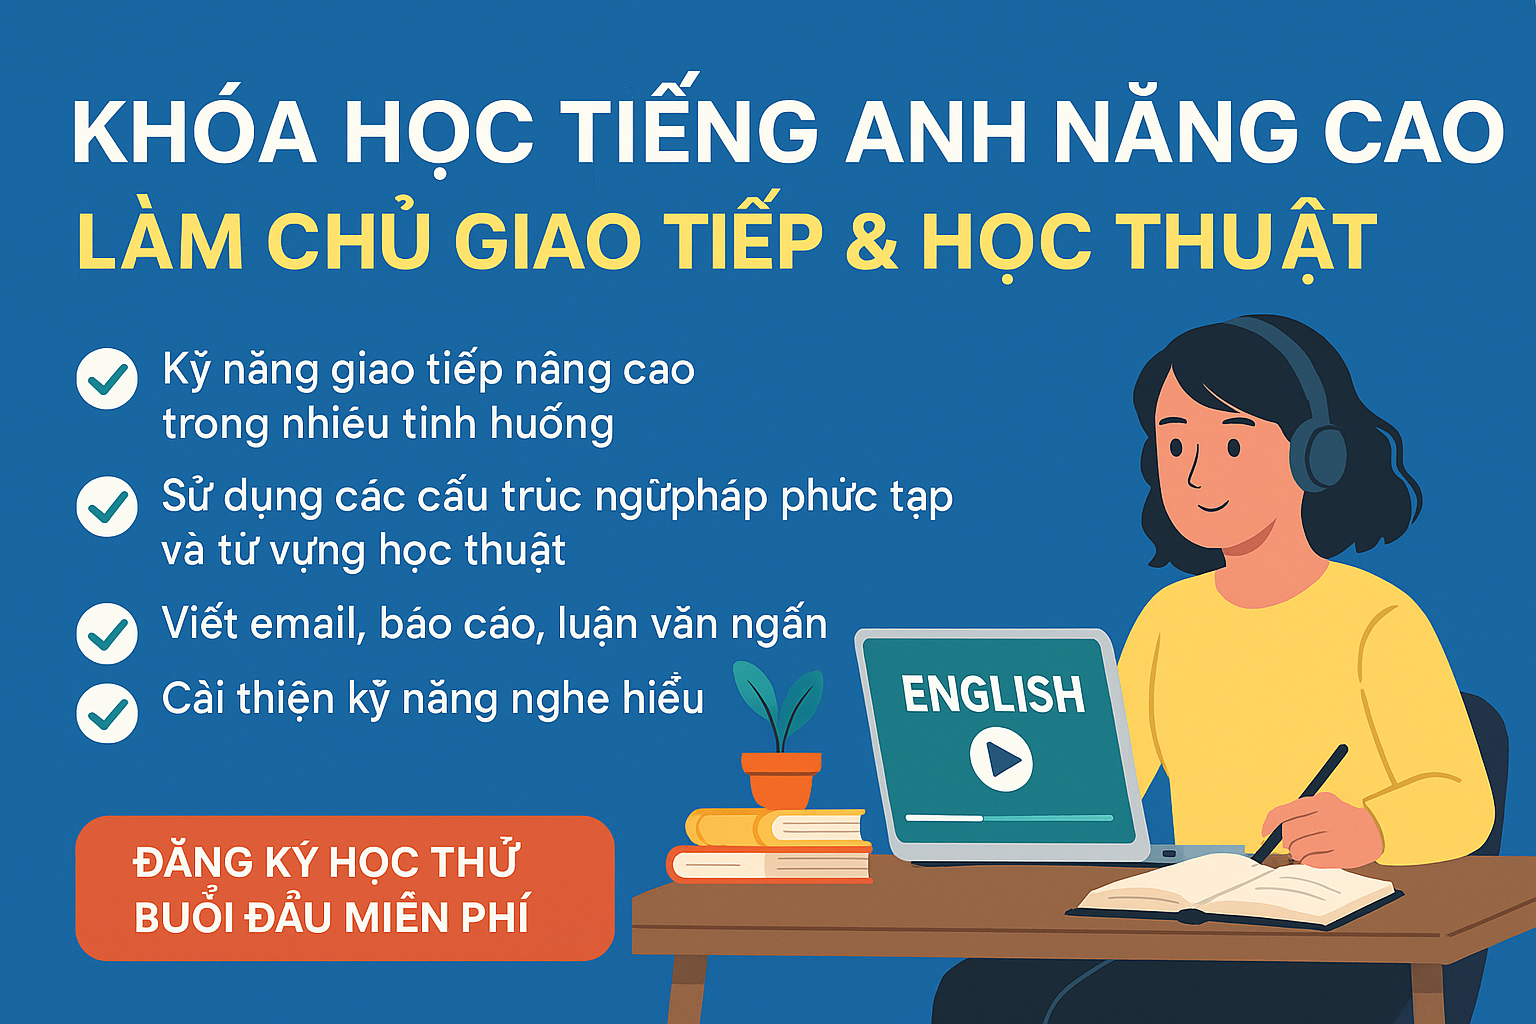 KHÓA HỌC TIẾNG ANH NĂNG CAO
LÀM CHỦ GIAO TIẾP & HỌC THUẬT
Kỹ năng giao tiếp nâng cao
trong nhiéu tinh huống
Sử dụng các cấu trúc ngữpháp phức tạp
và từ vựng học thuật
Viết email, báo cáo, luận văn ngắn
Cài thiện kỹ năng nghe hiểu
ENGLISH
ĐĂNG KÝ HỌC THỬ
BUỔI ĐẢU MIỄN PHÍ